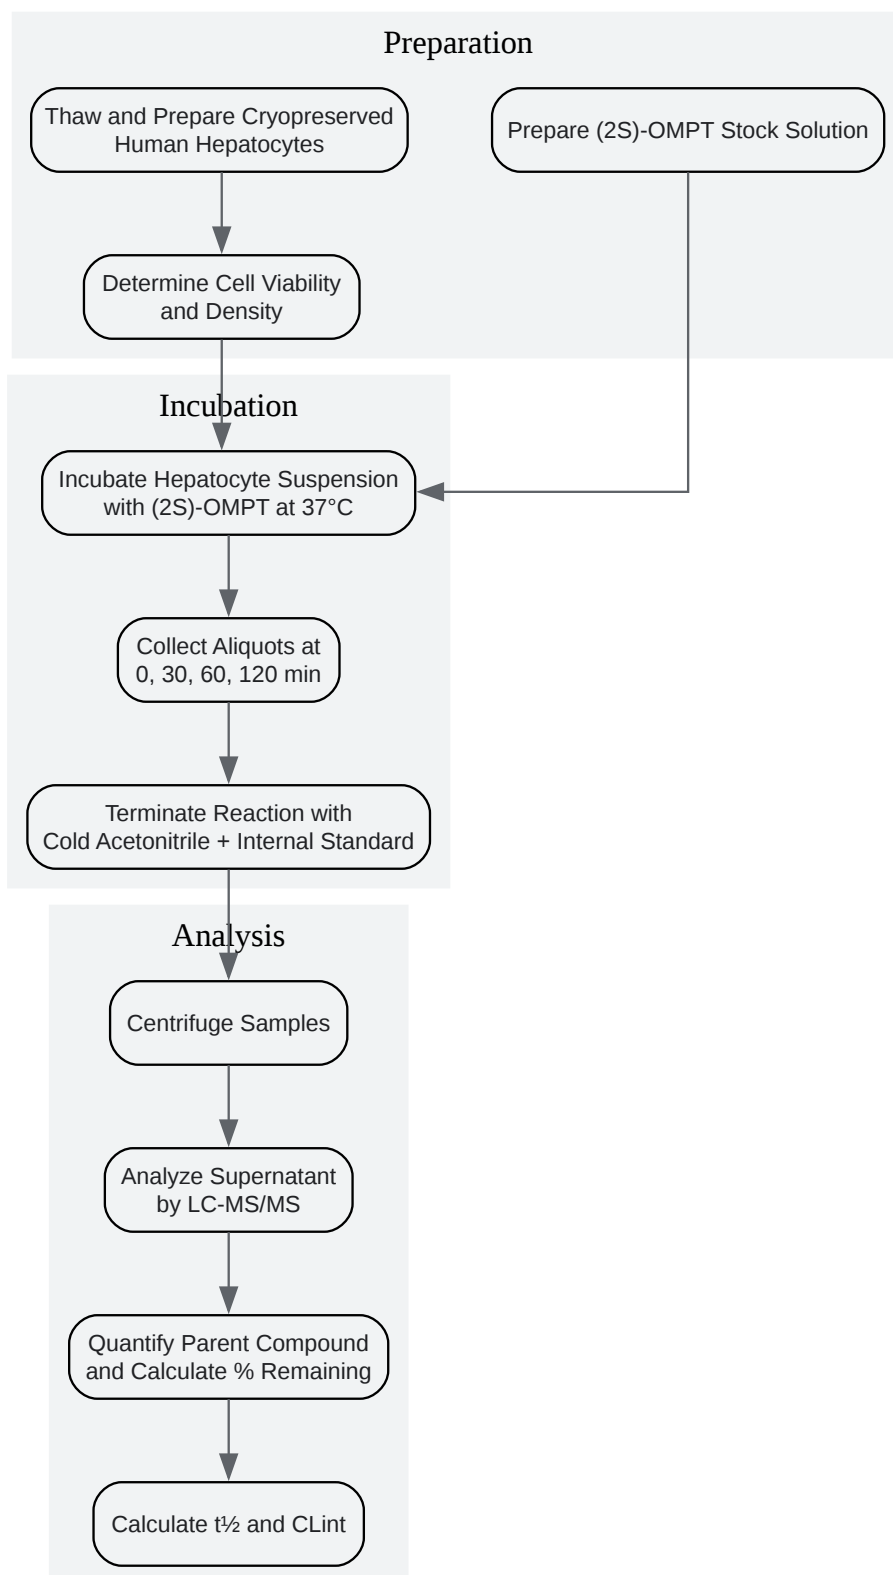 Preparation
Thaw and Prepare Cryopreserved
Human Hepatocytes
Prepare (2S)-OMPT Stock Solution
Determine Cell Viability
and Density
Incubation
Incubate Hepatocyte Suspension
with (2S)-OMPT at 37°C
Collect Aliquots at
0, 30, 60, 120 min
Terminate Reaction with
Cold Acetonitrile + Internal Standard
Analysis
Centrifuge Samples
Analyze Supernatant
by LC-MS/MS
Quantify Parent Compound
and Calculate % Remaining
Calculate t½ and CLint